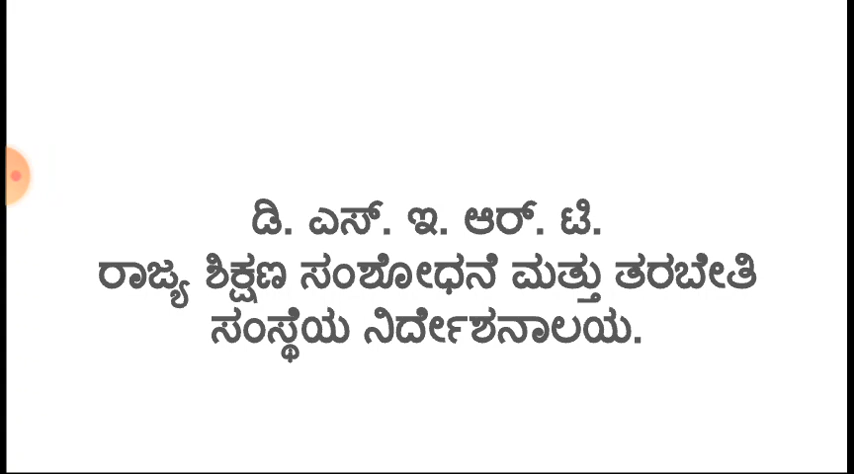 ಡಿ. ಎಸ್. ಇ. ಆರ್. ಟಿ.
ರಾಜ್ಯ ಶಿಕ್ಷಣ ಸಂಶೋಧನೆ ಮತ್ತು ತರಬೇತಿ
ಸಂಸ್ಥೆಯ ನಿರ್ದೇಶನಾಲಯ.